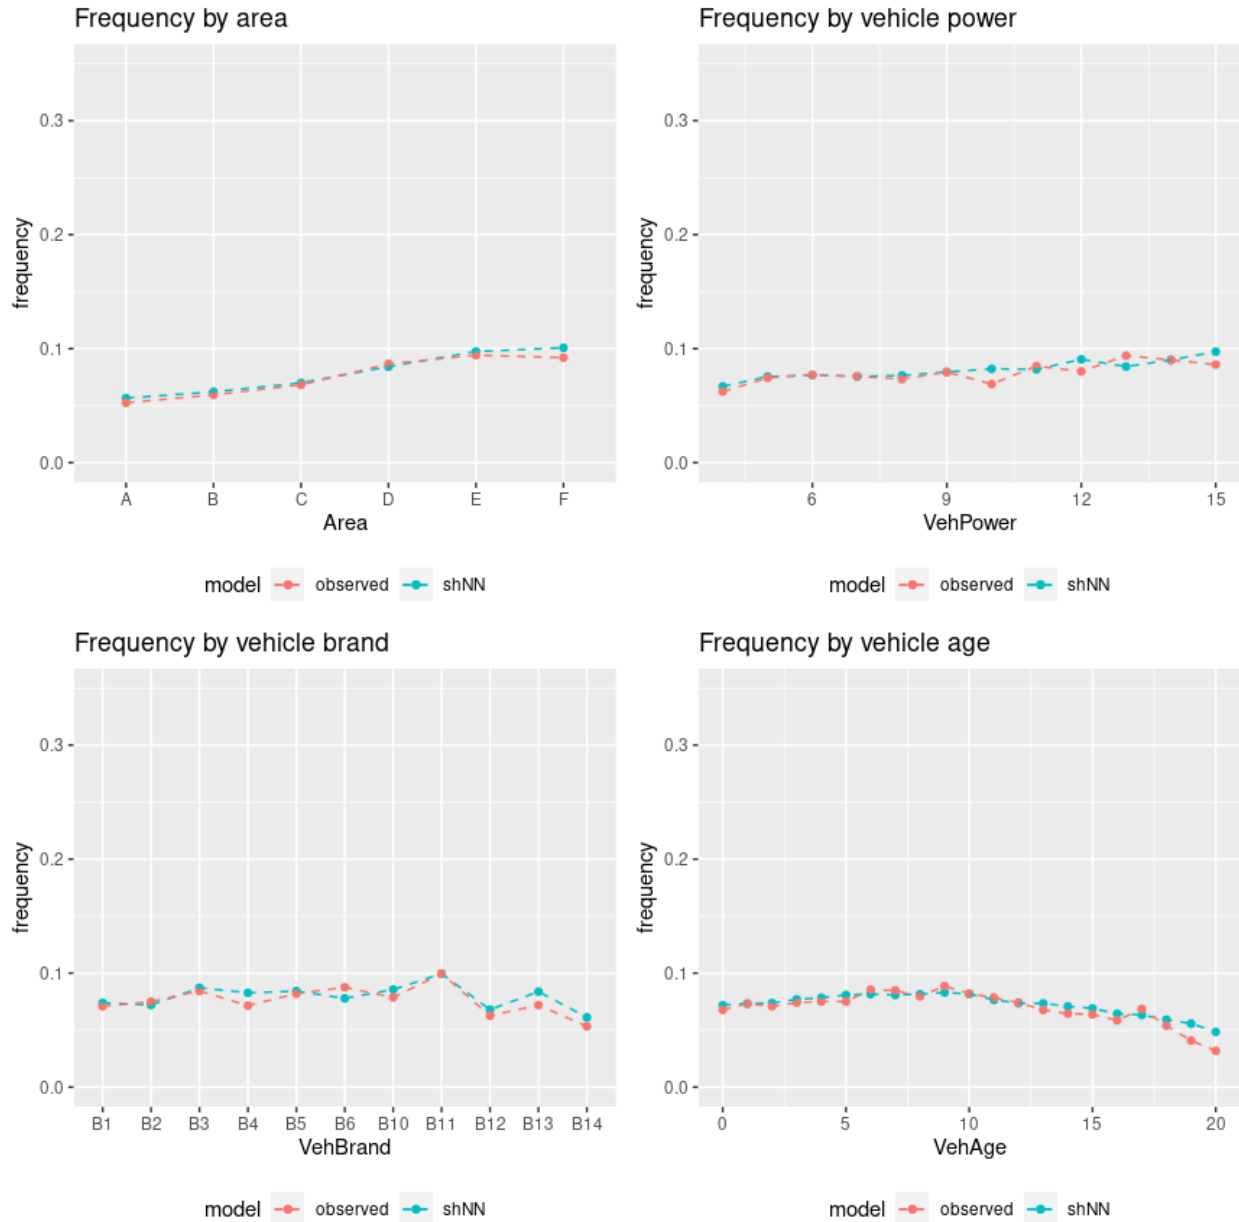 Frequency by area
frequency
0.3
0.2
0.1
0.0
A B C D E F
Area
model observed shNN
Frequency by vehicle power
frequency
0.3
0.2
0.1
0.0
6 9 12 15
VehPower
model observed shNN
Frequency by vehicle brand
frequency
0.3
0.2
0.1
0.0
B1 B2 B3 B4 B5 B6 B10 B11 B12 B13 B14
VehBrand
model observed shNN
Frequency by vehicle age
frequency
0.3
0.2
0.1
0.0
0 5 10 15 20
VehAge
model observed shNN